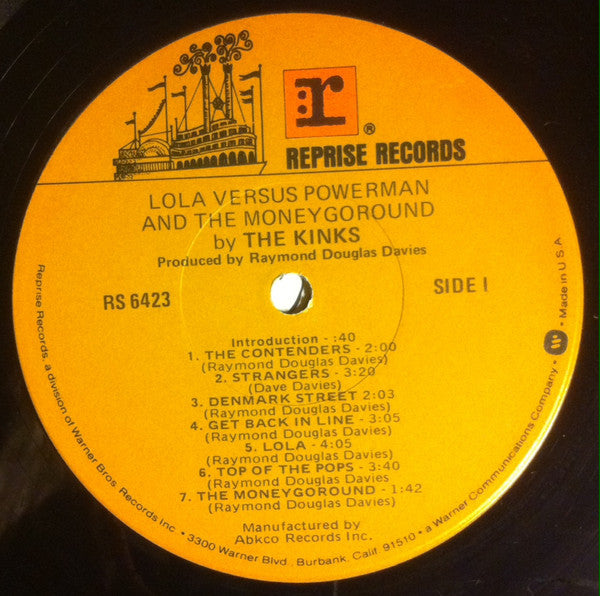 r
®
REPRISE RECORDS
LOLA VERSUS POWERMAN
AND THE MONEYGOROUND
by THE KINKS
Produced by Raymond Douglas Davies
RS 6423
SIDE I
Introduction - :40
1. THE CONTENDERS - 2:00
(Raymond Douglas Davies)
2. STRANGERS - 3:20
(Dave Davies)
3. DENMARK STREET 2:03
(Raymond Douglas Davies)
4. GET BACK IN LINE - 3:05
(Raymond Douglas Davies)
5. LOLA - 4:05
(Raymond Douglas Davies)
6. TOP OF THE POPS - 3:40
(Raymond Douglas Davies
7. THE MONEYGOROUND - 1:42
(Raymond Douglas Davies)
Manufactured by
Abkco Records Inc.
Reprise Records, a division of Warner Bros. Records Inc. • 3300 Warner Blvd., Burbank, Calif. 91510 • a Warner Communications Company • W • Made in U.S.A.